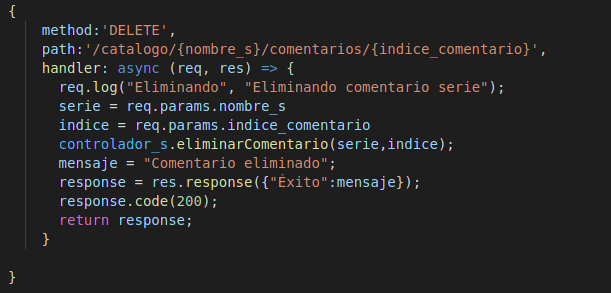 {
method:'DELETE',
path:'/catalogo/{nombre_s}/comentarios/{indice_comentario}',
handler: async (req, res) => {
req.log("Eliminando", "Eliminando comentario serie");
serie = req.params.nombre_s
indice = req.params.indice_comentario
controlador_s.eliminarComentario(serie,indice);
mensaje = "Comentario eliminado";
response = res.response({"Éxito":mensaje});
response.code(200);
return response;
}
}